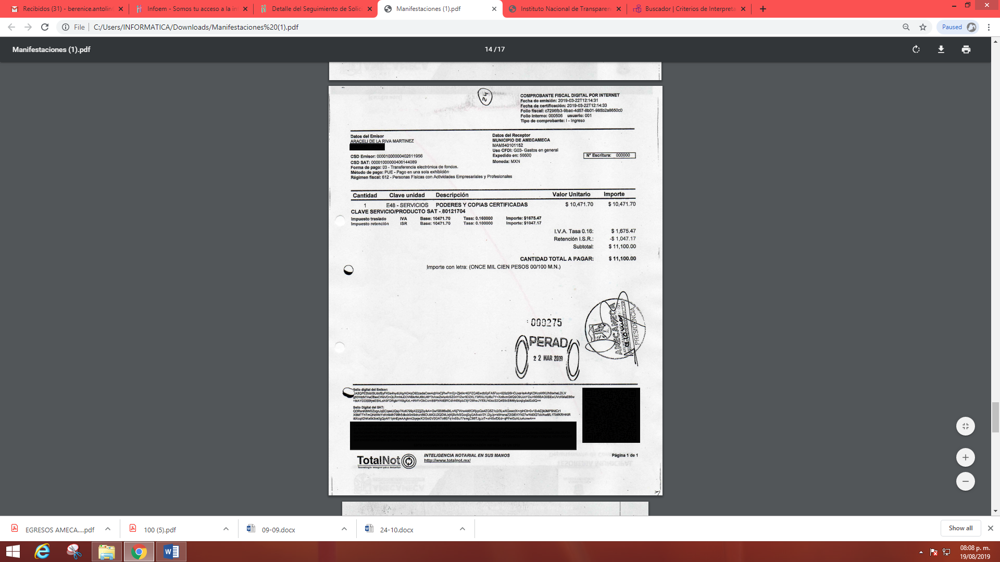 Recibidos (31) - berenice.antolin
Infoem - Somos tu acceso a la in
Detalle del Seguimiento de Solici
Manifestaciones (1).pdf
Instituto Nacional de Transparen
Buscador | Criterios de Interpreta
File
C:/Users/INFORMATICA/Downloads/Manifestaciones%20(1).pdf
Paused
Manifestaciones (1).pdf
14 / 17
24
COMPROBANTE FISCAL DIGITAL POR INTERNET
Fecha de emisión: 2019-03-22T12:14:31
Fecha de certificación: 2019-03-22T12:14:33
Folio fiscal: c7296fb3-9bac-4d57-8b01-985b2a8650c0
Folio interno: 000506 usuario: 001
Tipo de comprobante: I - Ingreso
Datos del Emisor
ARACELI DE LA RIVA MARTINEZ
CSD Emisor: 00001000000402611956
CSD SAT: 00001000000406144089
Forma de pago: 03 - Transferencia electrónica de fondos.
Método de pago: PUE - Pago en una sola exhibición
Régimen fiscal: 612 - Personas Físicas con Actividades Empresariales y Profesionales
Datos del Receptor
MUNICIPIO DE AMECAMECA
MAM540101152
Uso CFDI: G03- Gastos en general
Expedido en: 56600
Moneda: MXN
N° Escritura: 000000
Cantidad Clave unidad Descripción Valor Unitario Importe
1 E48 - SERVICIOS PODERES Y COPIAS CERTIFICADAS $ 10,471.70 $ 10,471.70
CLAVE SERVICIO/PRODUCTO SAT - 80121704
Impuesto traslado IVA Base: 10471.70 Tasa: 0.160000 Importe: $1675.47
Impuesto retención ISR Base: 10471.70 Tasa: 0.100000 Importe: $1047.17
I.V.A. Tasa 0.16: $ 1,675.47
Retención I.S.R.: -$ 1,047.17
Subtotal: $ 11,100.00
CANTIDAD TOTAL A PAGAR: $ 11,100.00
Importe con letra: (ONCE MIL CIEN PESOS 00/100 M.N.)
000275
PERAD
22 MAR 2019
AMECAMECA
PRESIDENCIA
Sello digital del Emisor:
Sello Digital del SAT:
TotalNot
Tecnología Integral para Notarios
INTELIGENCIA NOTARIAL EN SUS MANOS
http://www.totalnot.mx/
Página 1 de 1
EGRESOS AMECA....pdf
100 (5).pdf
09-09.docx
24-10.docx
Show all
08:08 p. m.
19/08/2019